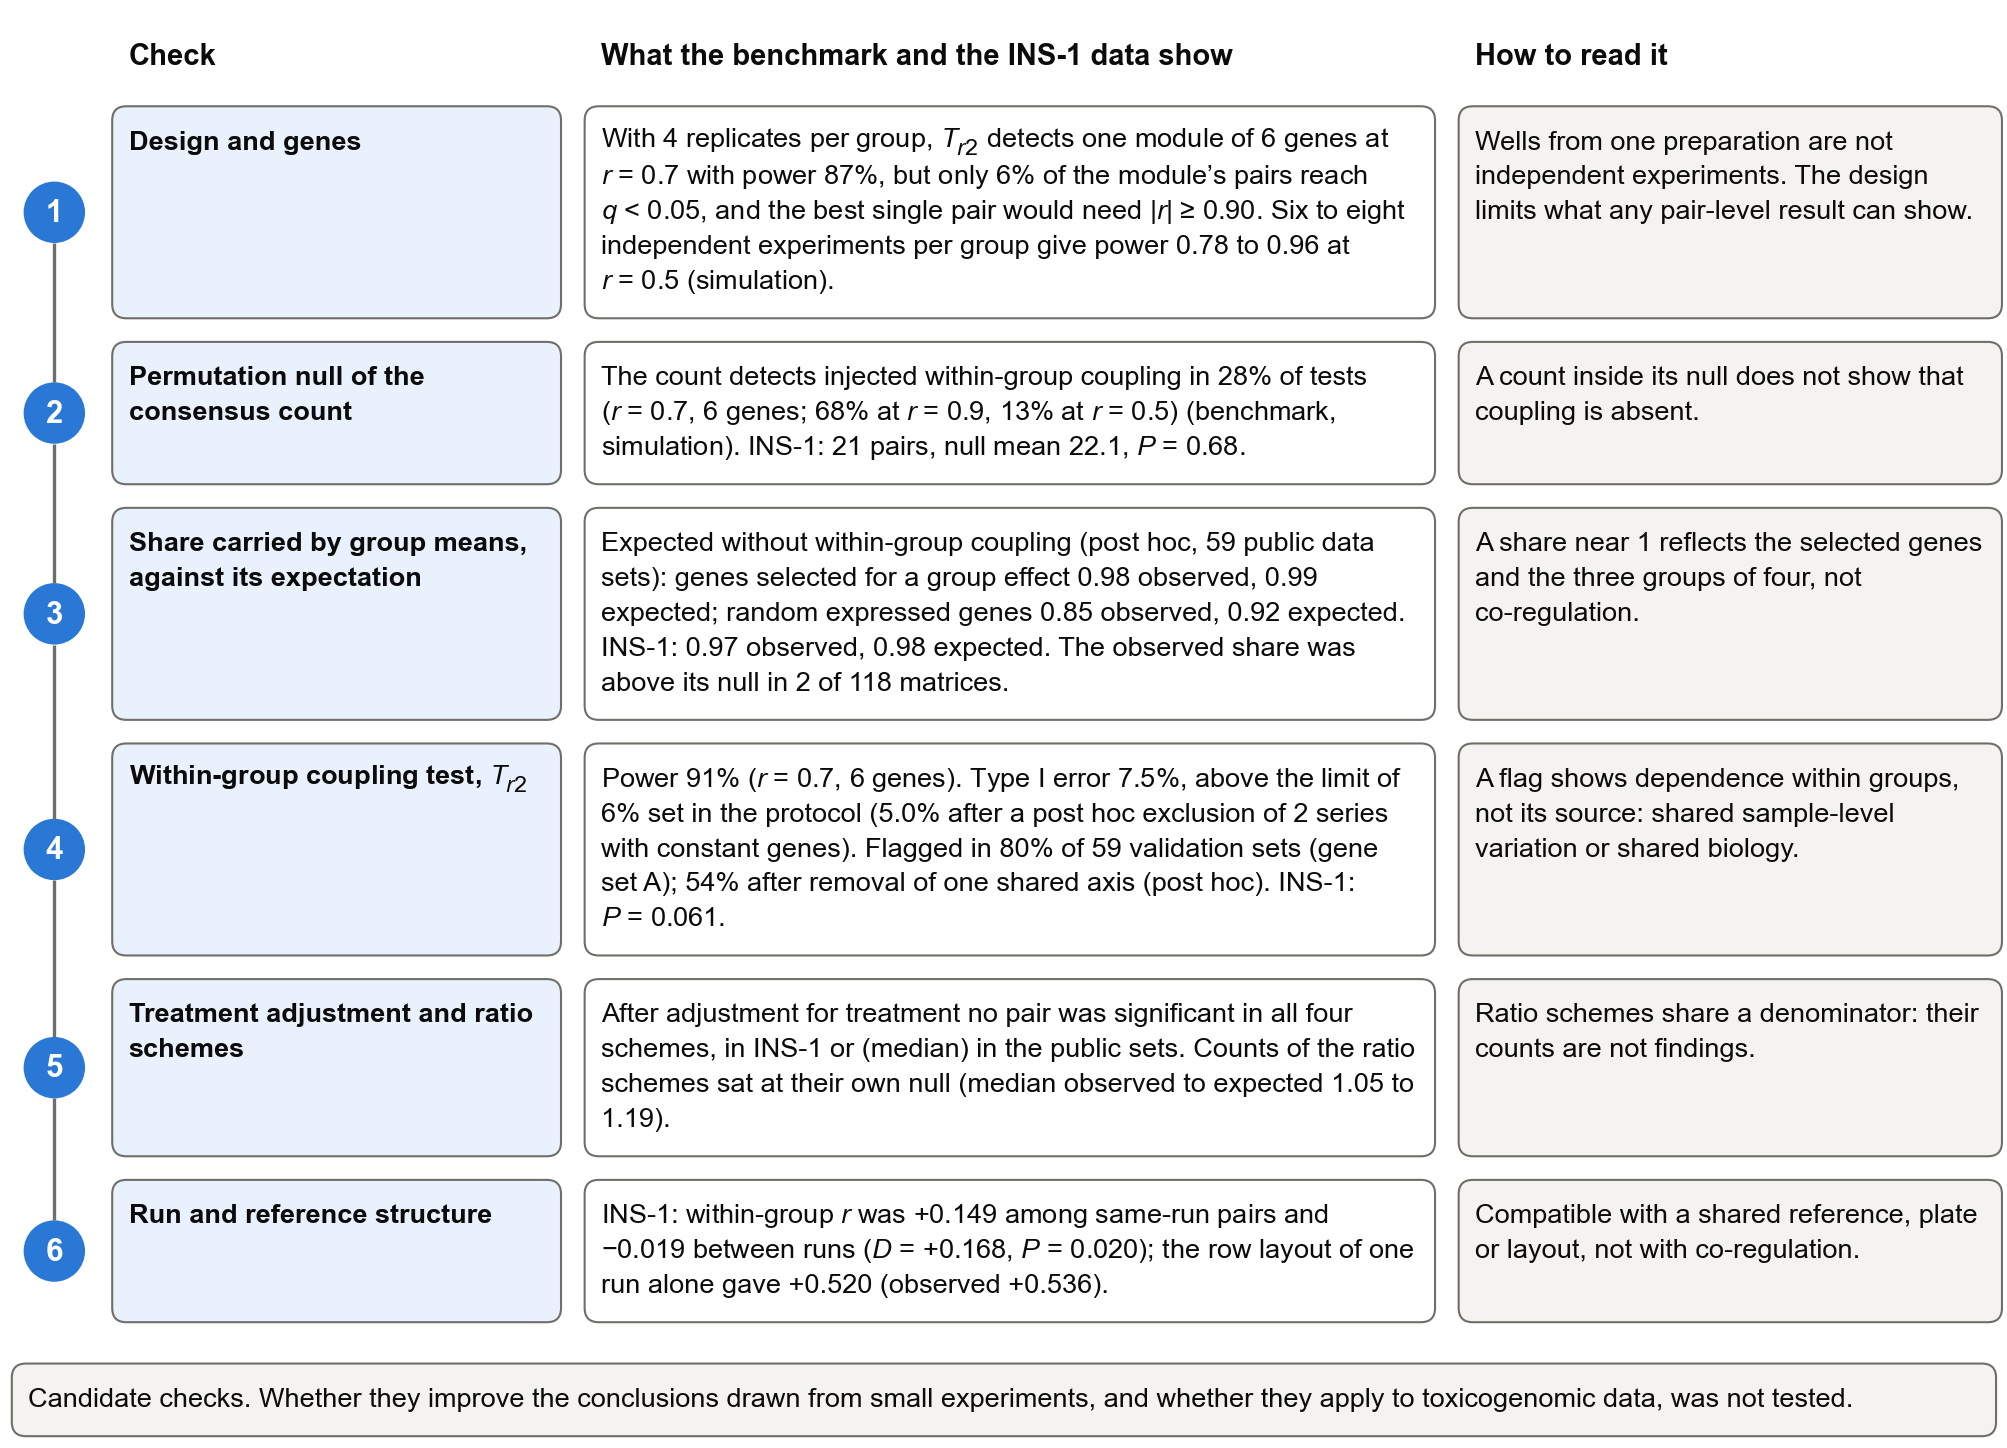 Check
What the benchmark and the INS-1 data show
How to read it
1
Design and genes
With 4 replicates per group, Tr2 detects one module of 6 genes at
r = 0.7 with power 87%, but only 6% of the module’s pairs reach
q < 0.05, and the best single pair would need |r| ≥ 0.90. Six to eight
independent experiments per group give power 0.78 to 0.96 at
r = 0.5 (simulation).
Wells from one preparation are not
independent experiments. The design
limits what any pair-level result can show.
2
Permutation null of the
consensus count
The count detects injected within-group coupling in 28% of tests
(r = 0.7, 6 genes; 68% at r = 0.9, 13% at r = 0.5) (benchmark,
simulation). INS-1: 21 pairs, null mean 22.1, P = 0.68.
A count inside its null does not show that
coupling is absent.
3
Share carried by group means,
against its expectation
Expected without within-group coupling (post hoc, 59 public data
sets): genes selected for a group effect 0.98 observed, 0.99
expected; random expressed genes 0.85 observed, 0.92 expected.
INS-1: 0.97 observed, 0.98 expected. The observed share was
above its null in 2 of 118 matrices.
A share near 1 reflects the selected genes
and the three groups of four, not
co-regulation.
4
Within-group coupling test, Tr2
Power 91% (r = 0.7, 6 genes). Type I error 7.5%, above the limit of
6% set in the protocol (5.0% after a post hoc exclusion of 2 series
with constant genes). Flagged in 80% of 59 validation sets (gene
set A); 54% after removal of one shared axis (post hoc). INS-1:
P = 0.061.
A flag shows dependence within groups,
not its source: shared sample-level
variation or shared biology.
5
Treatment adjustment and ratio
schemes
After adjustment for treatment no pair was significant in all four
schemes, in INS-1 or (median) in the public sets. Counts of the ratio
schemes sat at their own null (median observed to expected 1.05 to
1.19).
Ratio schemes share a denominator: their
counts are not findings.
6
Run and reference structure
INS-1: within-group r was +0.149 among same-run pairs and
−0.019 between runs (D = +0.168, P = 0.020); the row layout of one
run alone gave +0.520 (observed +0.536).
Compatible with a shared reference, plate
or layout, not with co-regulation.
Candidate checks. Whether they improve the conclusions drawn from small experiments, and whether they apply to toxicogenomic data, was not tested.